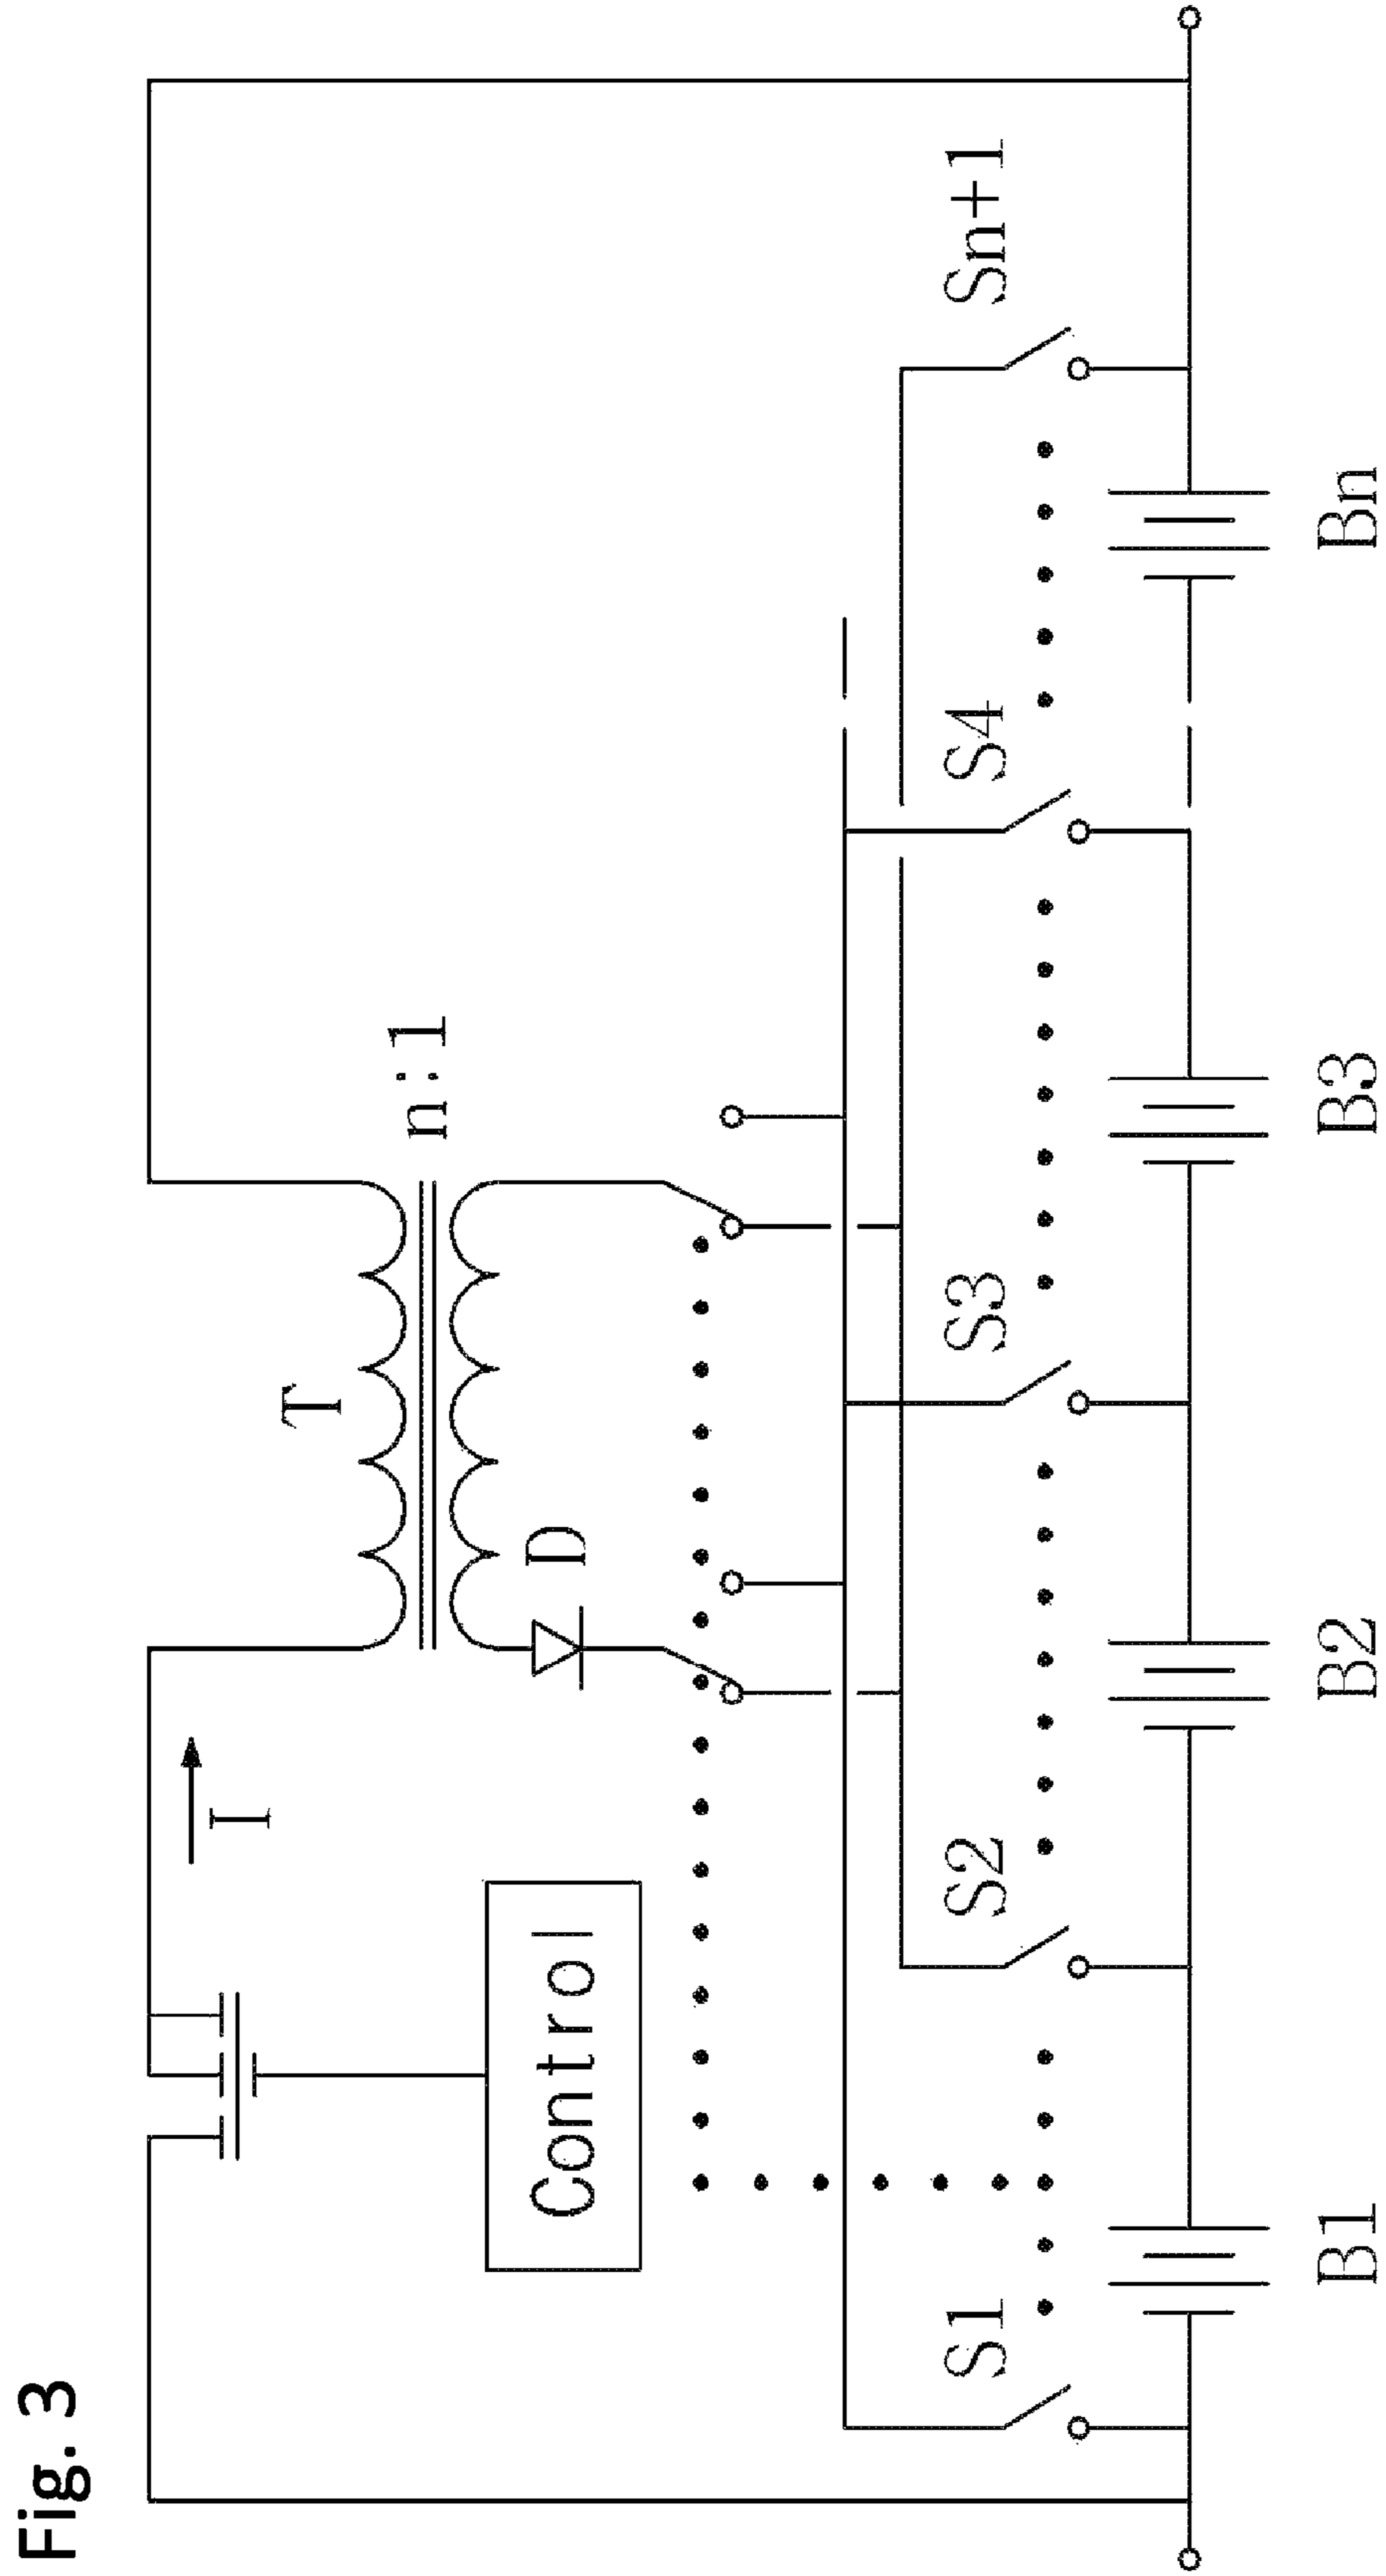 Fig. 3
I
T
n:1
Control
D
S1
S2
S3
S4
Sn+1
B1
B2
B3
Bn